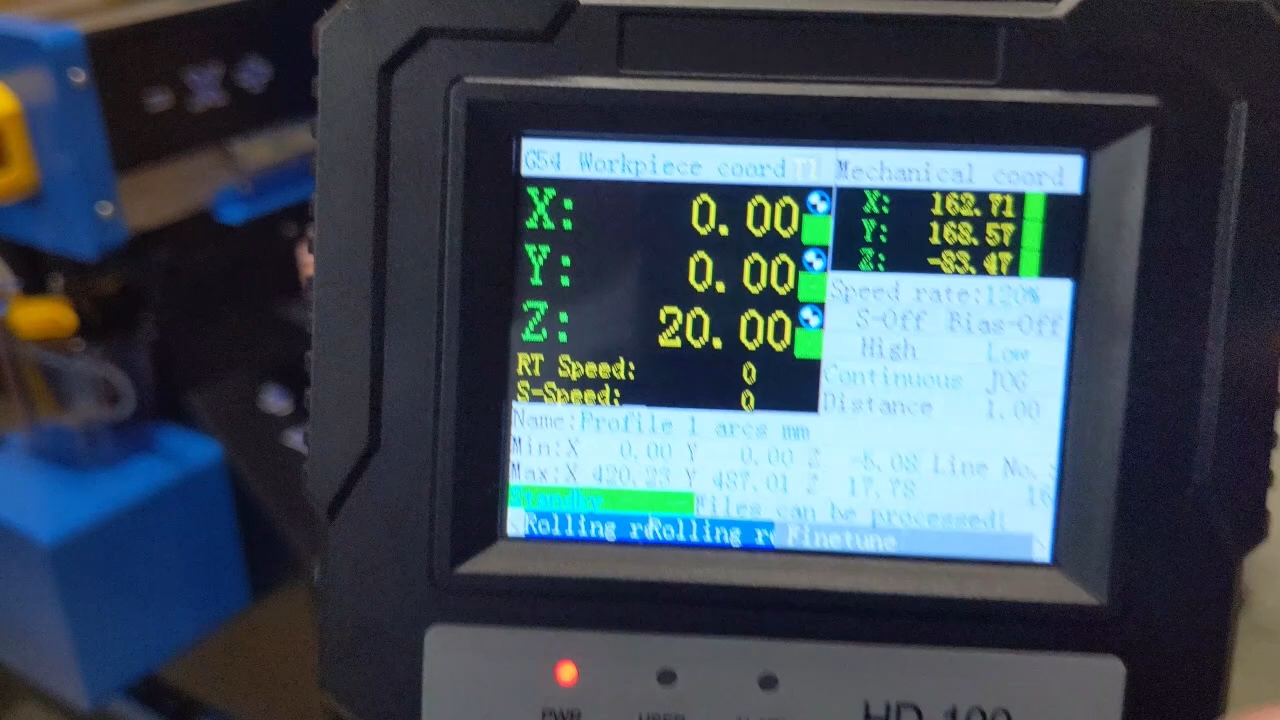 G54 Workpiece coord T1
X: 0.00
Y: 0.00
Z: 20.00
RT Speed: 0
S-Speed: 0
Mechanical coord
X: 162.71
Y: 168.57
Z: -83.47
Speed rate:120%
S-Off Bias-Off
High Low
Continuous JOG
Distance 1.00
Name:Profile 1 arcs mm
Min:X 0.00 Y 0.00 Z -5.08 Line No.
Max:X 420.23 Y 487.01 Z 17.78 16
Standby Files can be processed!
Rolling r Rolling r Finetune
PWR